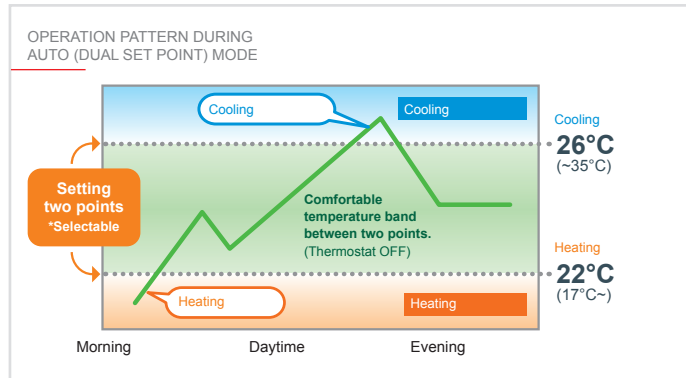 OPERATION PATTERN DURING
AUTO (DUAL SET POINT) MODE
Cooling
Cooling
Cooling
26°C
(~35°C)
Setting
two points
*Selectable
Comfortable
temperature band
between two points.
(Thermostat OFF)
Heating
22°C
(17°C~)
Heating
Heating
Morning
Daytime
Evening